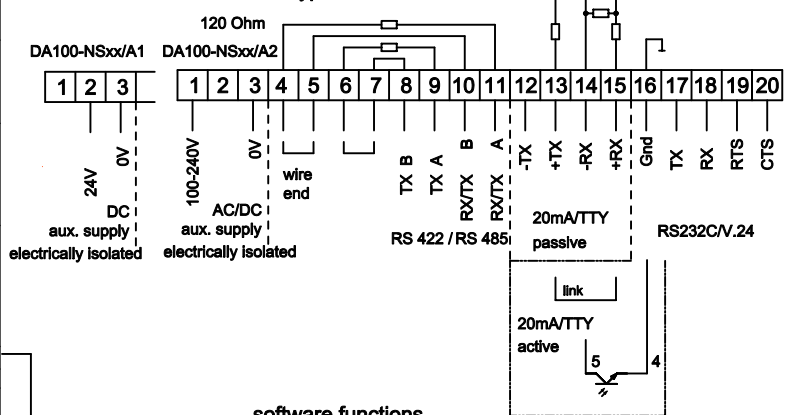 120 Ohm
DA100-NSxx/A1 DA100-NSxx/A2
1 2 3 1 2 3 4 5 6 7 8 9 10 11 12 13 14 15 16 17 18 19 20
24V
0V
100-240V
0V
wire
end
TX B
TX A
RX/TX B
RX/TX A
-TX
+TX
-RX
+RX
Gnd
TX
RX
RTS
CTS
DC
aux. supply
electrically isolated
AC/DC
aux. supply
electrically isolated
RS 422 / RS 485
20mA/TTY
passive
RS232C/V.24
link
20mA/TTY
active
5 4
software functions